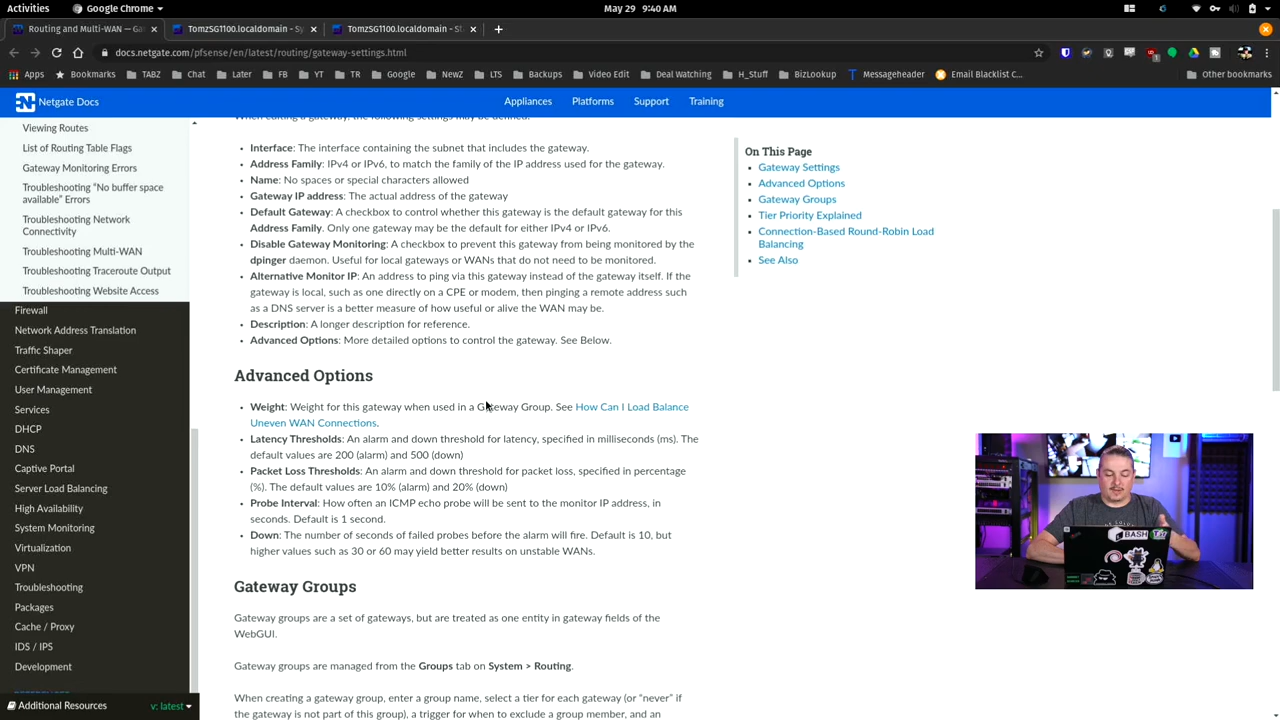 Activities
Google Chrome
May 29 9:40 AM
Routing and Multi-WAN — Ga
TomzSG1100.localdomain - Sy
TomzSG1100.localdomain - St
docs.netgate.com/pfsense/en/latest/routing/gateway-settings.html
Apps Bookmarks TABZ Chat Later FB YT TR Google NewZ LTS Backups Video Edit Deal Watching H_Stuff BizLookup Messageheader Email Blacklist C... Other bookmarks
Netgate Docs
Appliances Platforms Support Training
Viewing Routes
List of Routing Table Flags
Gateway Monitoring Errors
Troubleshooting “No buffer space
available” Errors
Troubleshooting Network
Connectivity
Troubleshooting Multi-WAN
Troubleshooting Traceroute Output
Troubleshooting Website Access
Firewall
Network Address Translation
Traffic Shaper
Certificate Management
User Management
Services
DHCP
DNS
Captive Portal
Server Load Balancing
High Availability
System Monitoring
Virtualization
VPN
Troubleshooting
Packages
Cache / Proxy
IDS / IPS
Development
Additional Resources v: latest
When editing a gateway, the following settings may be defined:
• Interface: The interface containing the subnet that includes the gateway.
• Address Family: IPv4 or IPv6, to match the family of the IP address used for the gateway.
• Name: No spaces or special characters allowed
• Gateway IP address: The actual address of the gateway
• Default Gateway: A checkbox to control whether this gateway is the default gateway for this
Address Family. Only one gateway may be the default for either IPv4 or IPv6.
• Disable Gateway Monitoring: A checkbox to prevent this gateway from being monitored by the
dpinger daemon. Useful for local gateways or WANs that do not need to be monitored.
• Alternative Monitor IP: An address to ping via this gateway instead of the gateway itself. If the
gateway is local, such as one directly on a CPE or modem, then pinging a remote address such
as a DNS server is a better measure of how useful or alive the WAN may be.
• Description: A longer description for reference.
• Advanced Options: More detailed options to control the gateway. See Below.
Advanced Options
• Weight: Weight for this gateway when used in a Gateway Group. See How Can I Load Balance
Uneven WAN Connections.
• Latency Thresholds: An alarm and down threshold for latency, specified in milliseconds (ms). The
default values are 200 (alarm) and 500 (down)
• Packet Loss Thresholds: An alarm and down threshold for packet loss, specified in percentage
(%). The default values are 10% (alarm) and 20% (down)
• Probe Interval: How often an ICMP echo probe will be sent to the monitor IP address, in
seconds. Default is 1 second.
• Down: The number of seconds of failed probes before the alarm will fire. Default is 10, but
higher values such as 30 or 60 may yield better results on unstable WANs.
Gateway Groups
Gateway groups are a set of gateways, but are treated as one entity in gateway fields of the
WebGUI.
Gateway groups are managed from the Groups tab on System > Routing.
When creating a gateway group, enter a group name, select a tier for each gateway (or “never” if
the gateway is not part of this group), a trigger for when to exclude a group member, and an
On This Page
• Gateway Settings
• Advanced Options
• Gateway Groups
• Tier Priority Explained
• Connection-Based Round-Robin Load
Balancing
• See Also
BASH